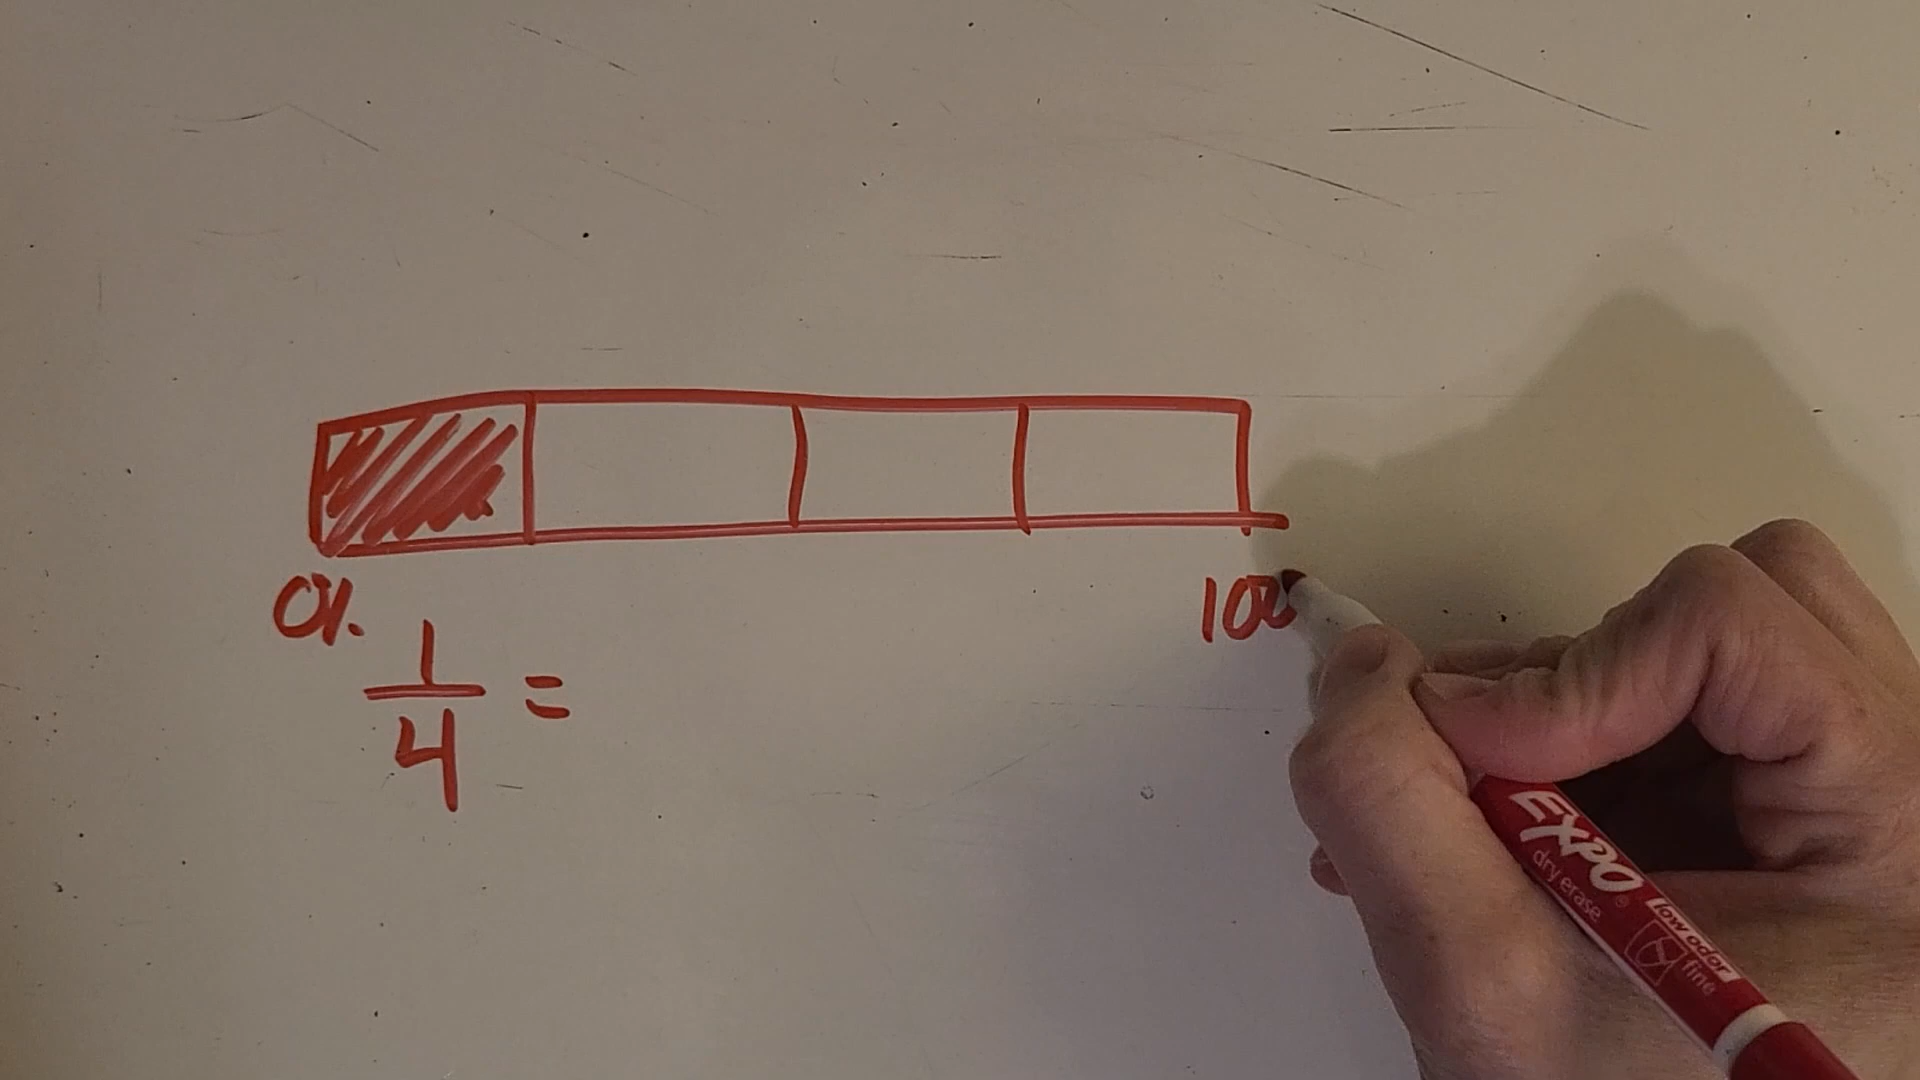 0% 100
1
4 =
EXPO
dry erase
low odor
fine